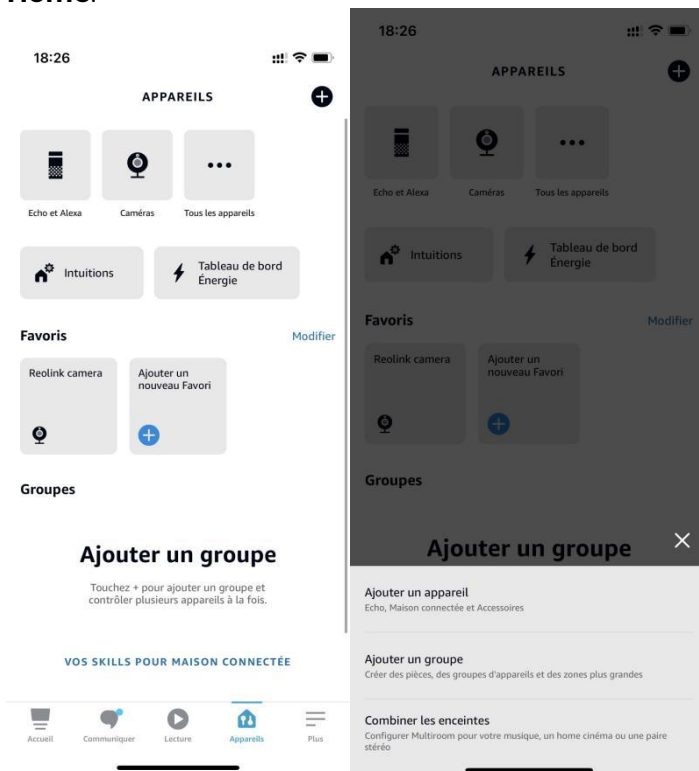 Home.
18:26
APPAREILS
Echo et Alexa
Caméras
Tous les appareils
Intuitions
Tableau de bord
Énergie
Favoris
Modifier
Reolink camera
Ajouter un
nouveau Favori
Groupes
Ajouter un groupe
Touchez + pour ajouter un groupe et
contrôler plusieurs appareils à la fois.
VOS SKILLS POUR MAISON CONNECTÉE
Accueil
Communiquer
Lecture
Appareils
Plus
18:26
APPAREILS
Echo et Alexa
Caméras
Tous les appareils
Intuitions
Tableau de bord
Énergie
Favoris
Modifier
Reolink camera
Ajouter un
nouveau Favori
Groupes
Ajouter un groupe
Ajouter un appareil
Echo, Maison connectée et Accessoires
Ajouter un groupe
Créer des pièces, des groupes d'appareils et des zones plus grandes
Combiner les enceintes
Configurer Multiroom pour votre musique, un home cinéma ou une paire
stéréo